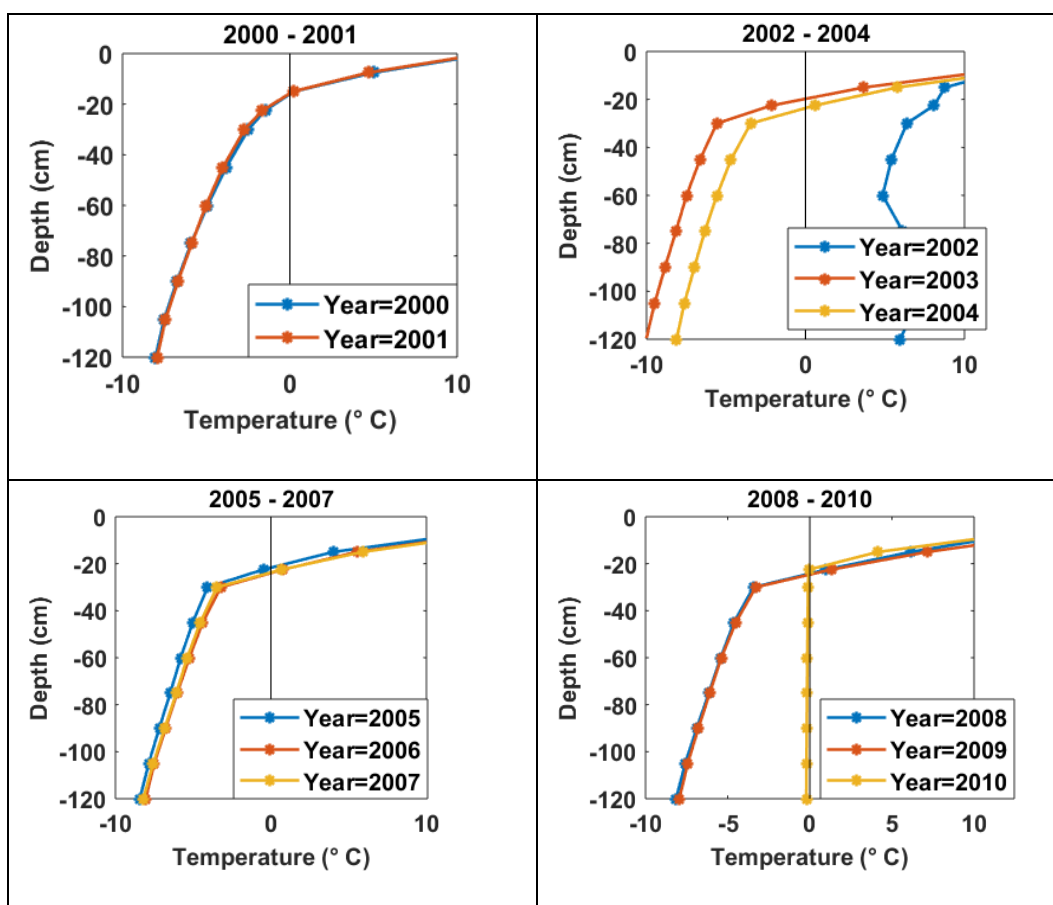 2000 - 2001
0
-20
-40
-60
-80
-100
-120
Depth (cm)
Year=2000
Year=2001
-10 0 10
Temperature (° C)
2002 - 2004
0
-20
-40
-60
-80
-100
-120
Depth (cm)
Year=2002
Year=2003
Year=2004
-10 0 10
Temperature (° C)
2005 - 2007
0
-20
-40
-60
-80
-100
-120
Depth (cm)
Year=2005
Year=2006
Year=2007
-10 0 10
Temperature (° C)
2008 - 2010
0
-20
-40
-60
-80
-100
-120
Depth (cm)
Year=2008
Year=2009
Year=2010
-10 -5 0 5 10
Temperature (° C)